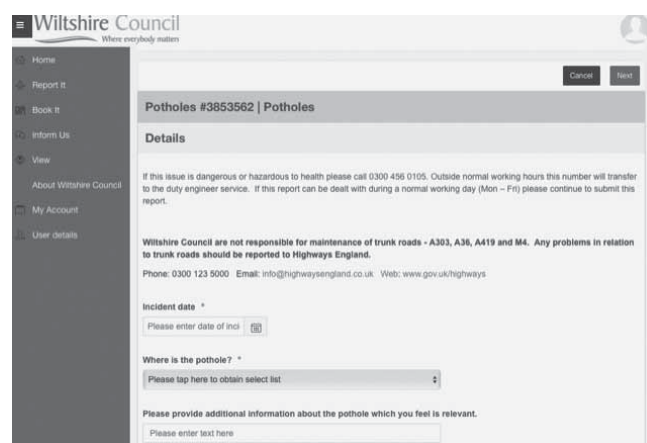 Wiltshire Council
Where everybody matters
Home
Report It
Book It
Inform Us
View
About Wiltshire Council
My Account
User details
Cancel
Next
Potholes #3853562 | Potholes
Details
If this issue is dangerous or hazardous to health please call 0300 456 0105. Outside normal working hours this number will transfer
to the duty engineer service. If this report can be dealt with during a normal working day (Mon – Fri) please continue to submit this
report.
Wiltshire Council are not responsible for maintenance of trunk roads - A303, A36, A419 and M4. Any problems in relation
to trunk roads should be reported to Highways England.
Phone: 0300 123 5000 Email: info@highwaysengland.co.uk Web: www.gov.uk/highways
Incident date *
Please enter date of inci
Where is the pothole? *
Please tap here to obtain select list
Please provide additional information about the pothole which you feel is relevant.
Please enter text here